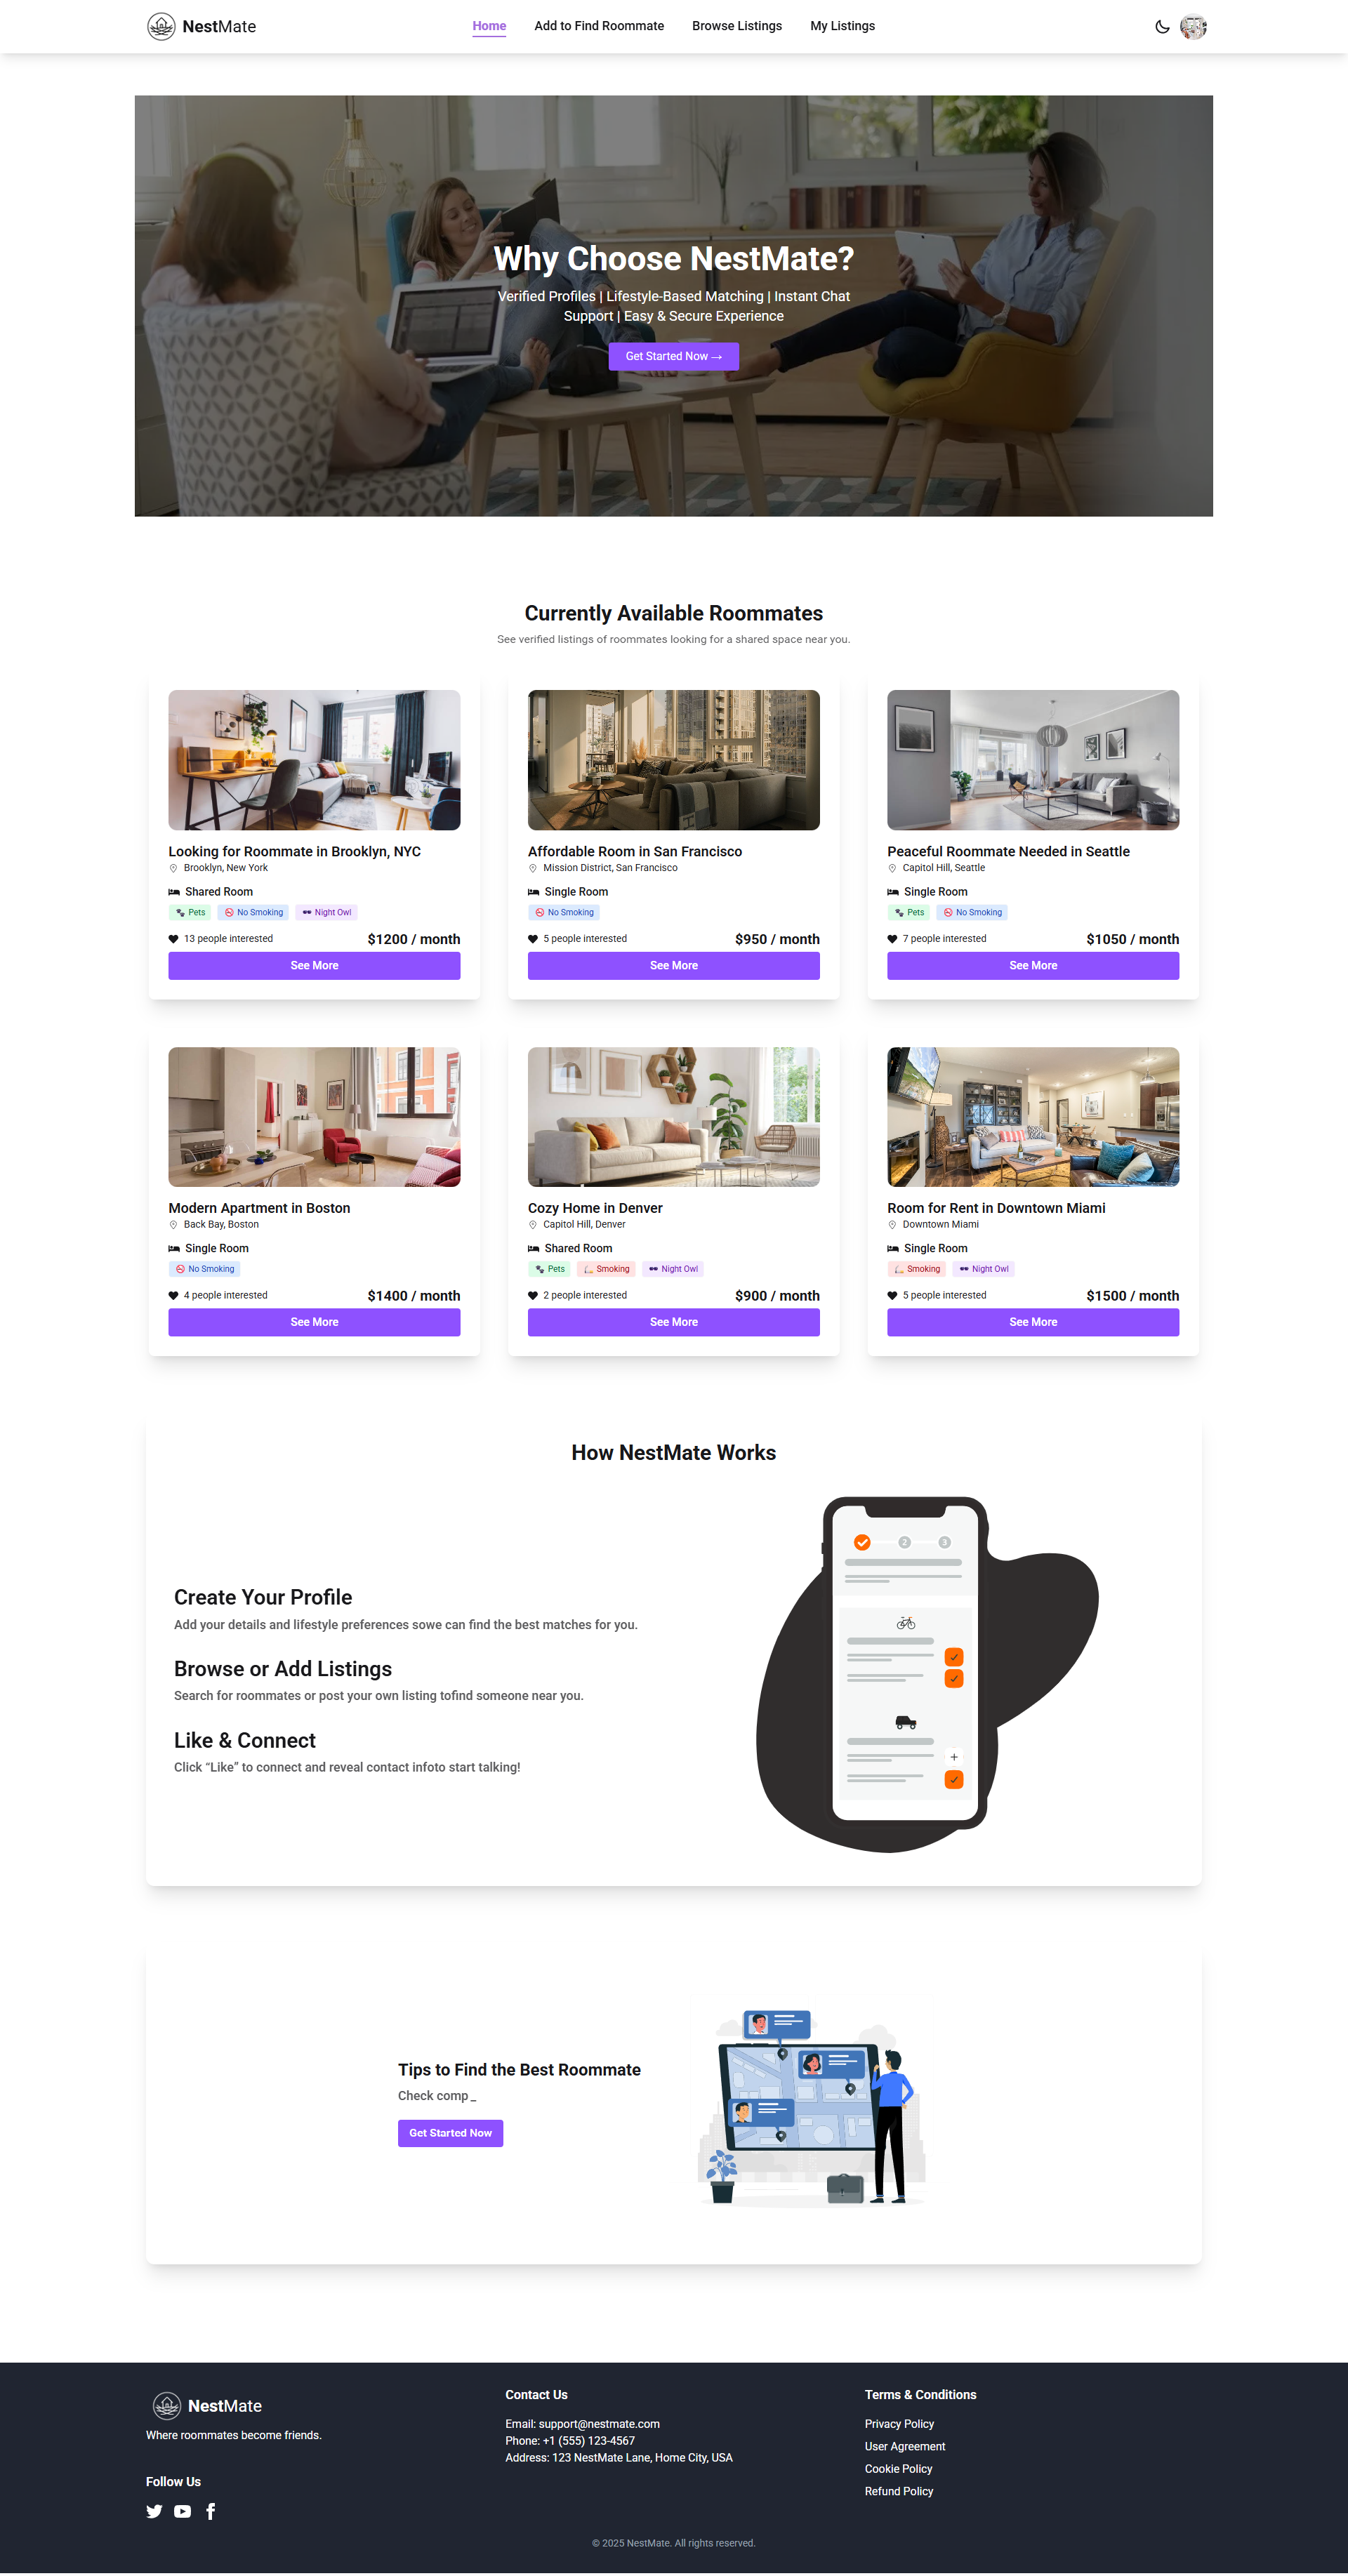 NestMate
Home
Add to Find Roommate
Browse Listings
My Listings
Why Choose NestMate?
Verified Profiles | Lifestyle-Based Matching | Instant Chat
Support | Easy & Secure Experience
Get Started Now →
Currently Available Roommates
See verified listings of roommates looking for a shared space near you.
Looking for Roommate in Brooklyn, NYC
Brooklyn, New York
Shared Room
Pets
No Smoking
Night Owl
13 people interested
$1200 / month
See More
Affordable Room in San Francisco
Mission District, San Francisco
Single Room
No Smoking
5 people interested
$950 / month
See More
Peaceful Roommate Needed in Seattle
Capitol Hill, Seattle
Single Room
Pets
No Smoking
7 people interested
$1050 / month
See More
Modern Apartment in Boston
Back Bay, Boston
Single Room
No Smoking
4 people interested
$1400 / month
See More
Cozy Home in Denver
Capitol Hill, Denver
Shared Room
Pets
Smoking
Night Owl
2 people interested
$900 / month
See More
Room for Rent in Downtown Miami
Downtown Miami
Single Room
Smoking
Night Owl
5 people interested
$1500 / month
See More
How NestMate Works
Create Your Profile
Add your details and lifestyle preferences sowe can find the best matches for you.
Browse or Add Listings
Search for roommates or post your own listing tofind someone near you.
Like & Connect
Click “Like” to connect and reveal contact infoto start talking!
2
3
Tips to Find the Best Roommate
Check comp_
Get Started Now
NestMate
Where roommates become friends.
Follow Us
Contact Us
Email: support@nestmate.com
Phone: +1 (555) 123-4567
Address: 123 NestMate Lane, Home City, USA
Terms & Conditions
Privacy Policy
User Agreement
Cookie Policy
Refund Policy
© 2025 NestMate. All rights reserved.